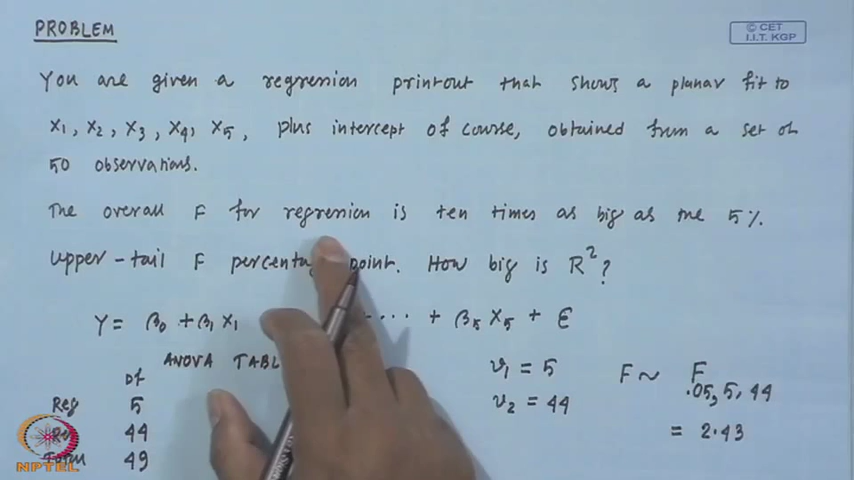 PROBLEM
© CET
I.I.T. KGP
You are given a regression printout that shows a planar fit to
X1, X2, X3, X4, X5, plus intercept of course, obtained from a set of
50 observations.
The overall F for regression is ten times as big as the 5%
Upper-tail F percentage point. How big is R²?
Y = β0 + β1 X1 ···· + β5 X5 + ε
ANOVA TABL
Df
Reg 5
44
49
ν1 = 5
ν2 = 44
F ~ F .05, 5, 44
= 2.43
NPTEL